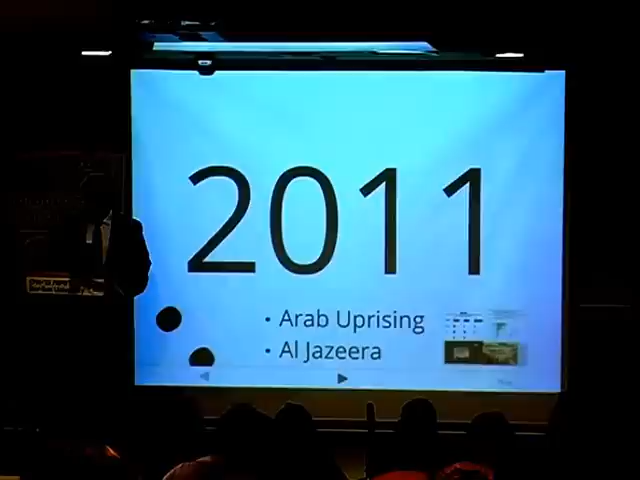 2011
• Arab Uprising
• Al Jazeera